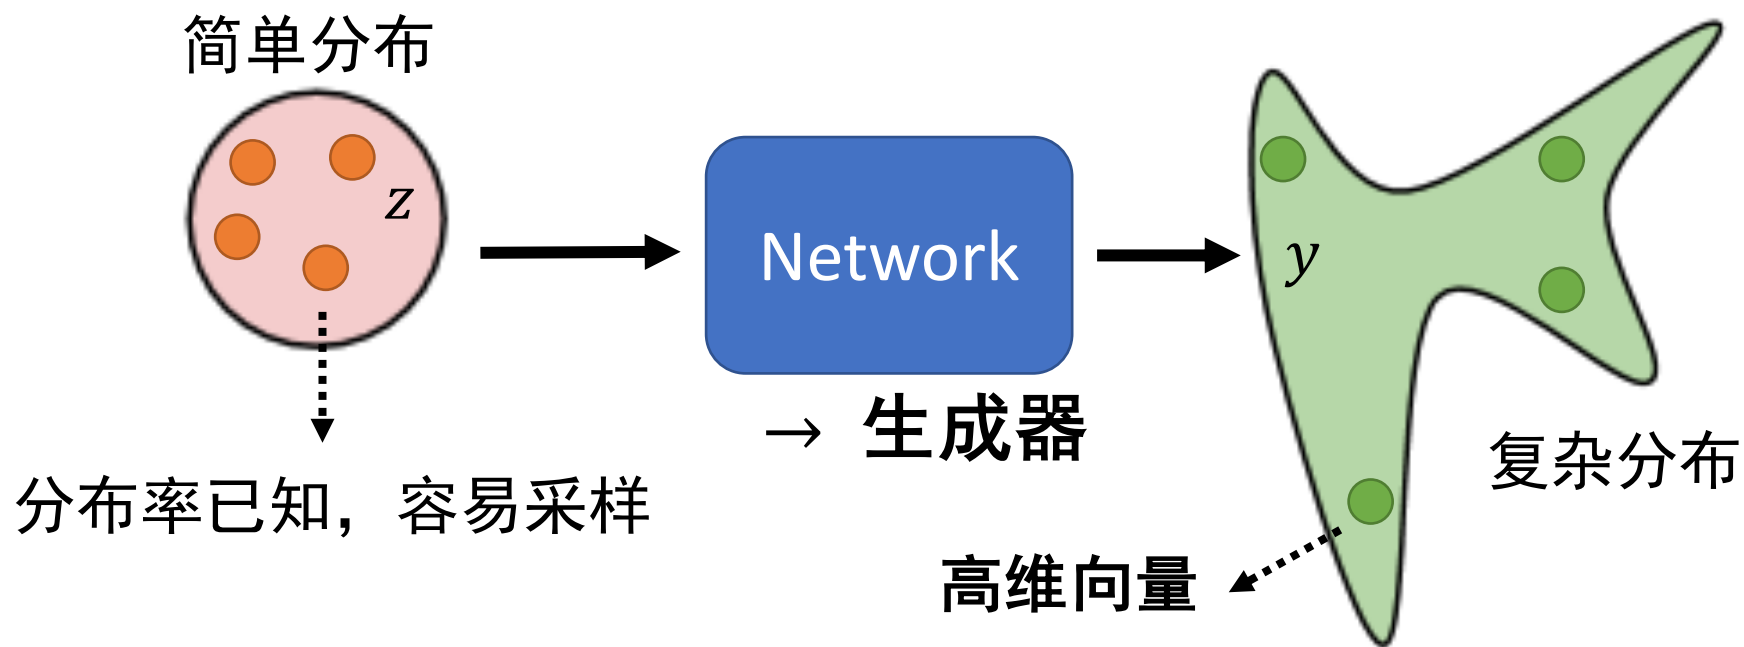 简单分布
z
Network
y
→ 生成器
复杂分布
分布率已知，容易采样
高维向量